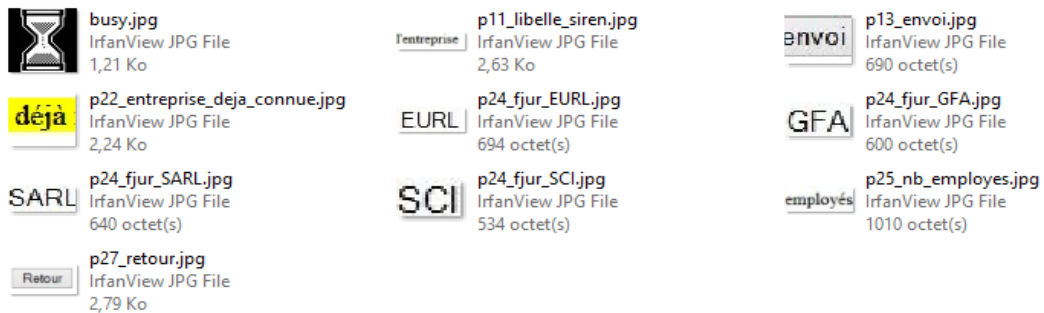 busy.jpg
IrfanView JPG File
1,21 Ko
l'entreprise
p11_libelle_siren.jpg
IrfanView JPG File
2,63 Ko
envoi
p13_envoi.jpg
IrfanView JPG File
690 octet(s)
déjà
p22_entreprise_deja_connue.jpg
IrfanView JPG File
2,24 Ko
EURL
p24_fjur_EURL.jpg
IrfanView JPG File
694 octet(s)
GFA
p24_fjur_GFA.jpg
IrfanView JPG File
600 octet(s)
SARL
p24_fjur_SARL.jpg
IrfanView JPG File
640 octet(s)
SCI
p24_fjur_SCI.jpg
IrfanView JPG File
534 octet(s)
employés
p25_nb_employes.jpg
IrfanView JPG File
1010 octet(s)
Retour
p27_retour.jpg
IrfanView JPG File
2,79 Ko